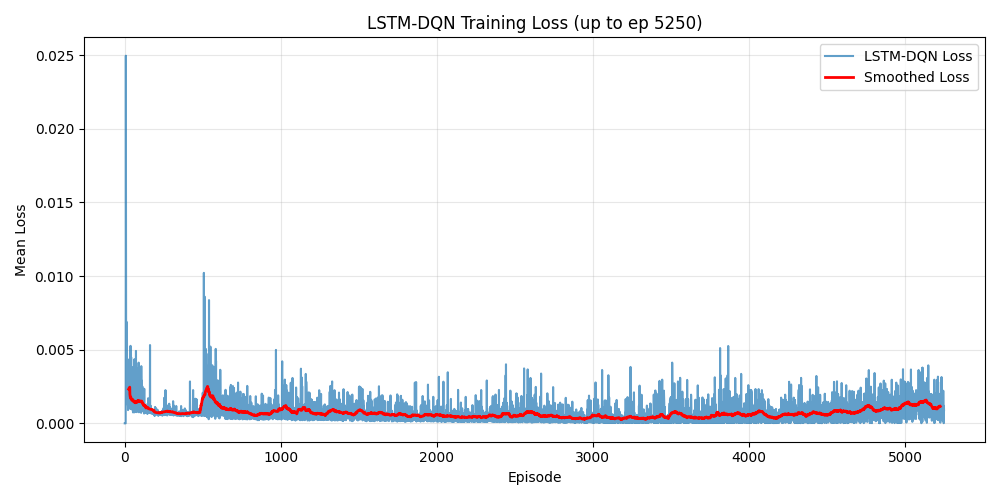 LSTM-DQN Training Loss (up to ep 5250)
LSTM-DQN Loss
Smoothed Loss
Mean Loss
0.025
0.020
0.015
0.010
0.005
0.000
0
1000
2000
3000
4000
5000
Episode